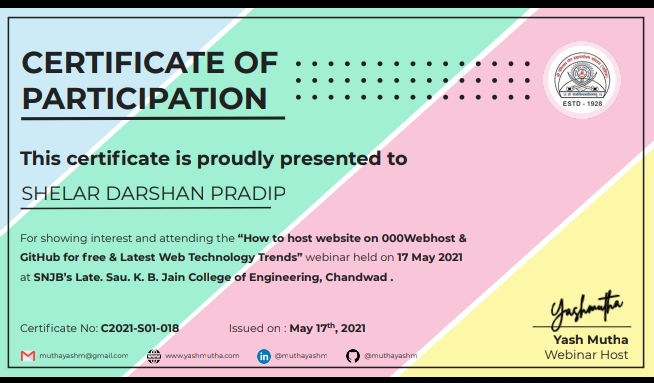 CERTIFICATE OF
PARTICIPATION
ESTD - 1928
This certificate is proudly presented to
SHELAR DARSHAN PRADIP
For showing interest and attending the “How to host website on 000Webhost &
GitHub for free & Latest Web Technology Trends” webinar held on 17 May 2021
at SNJB’s Late. Sau. K. B. Jain College of Engineering, Chandwad .
Yashmutha
Certificate No: C2021-S01-018 Issued on : May 17th, 2021
Yash Mutha
Webinar Host
muthayashm@gmail.com www.yashmutha.com @muthayashm @muthayashm